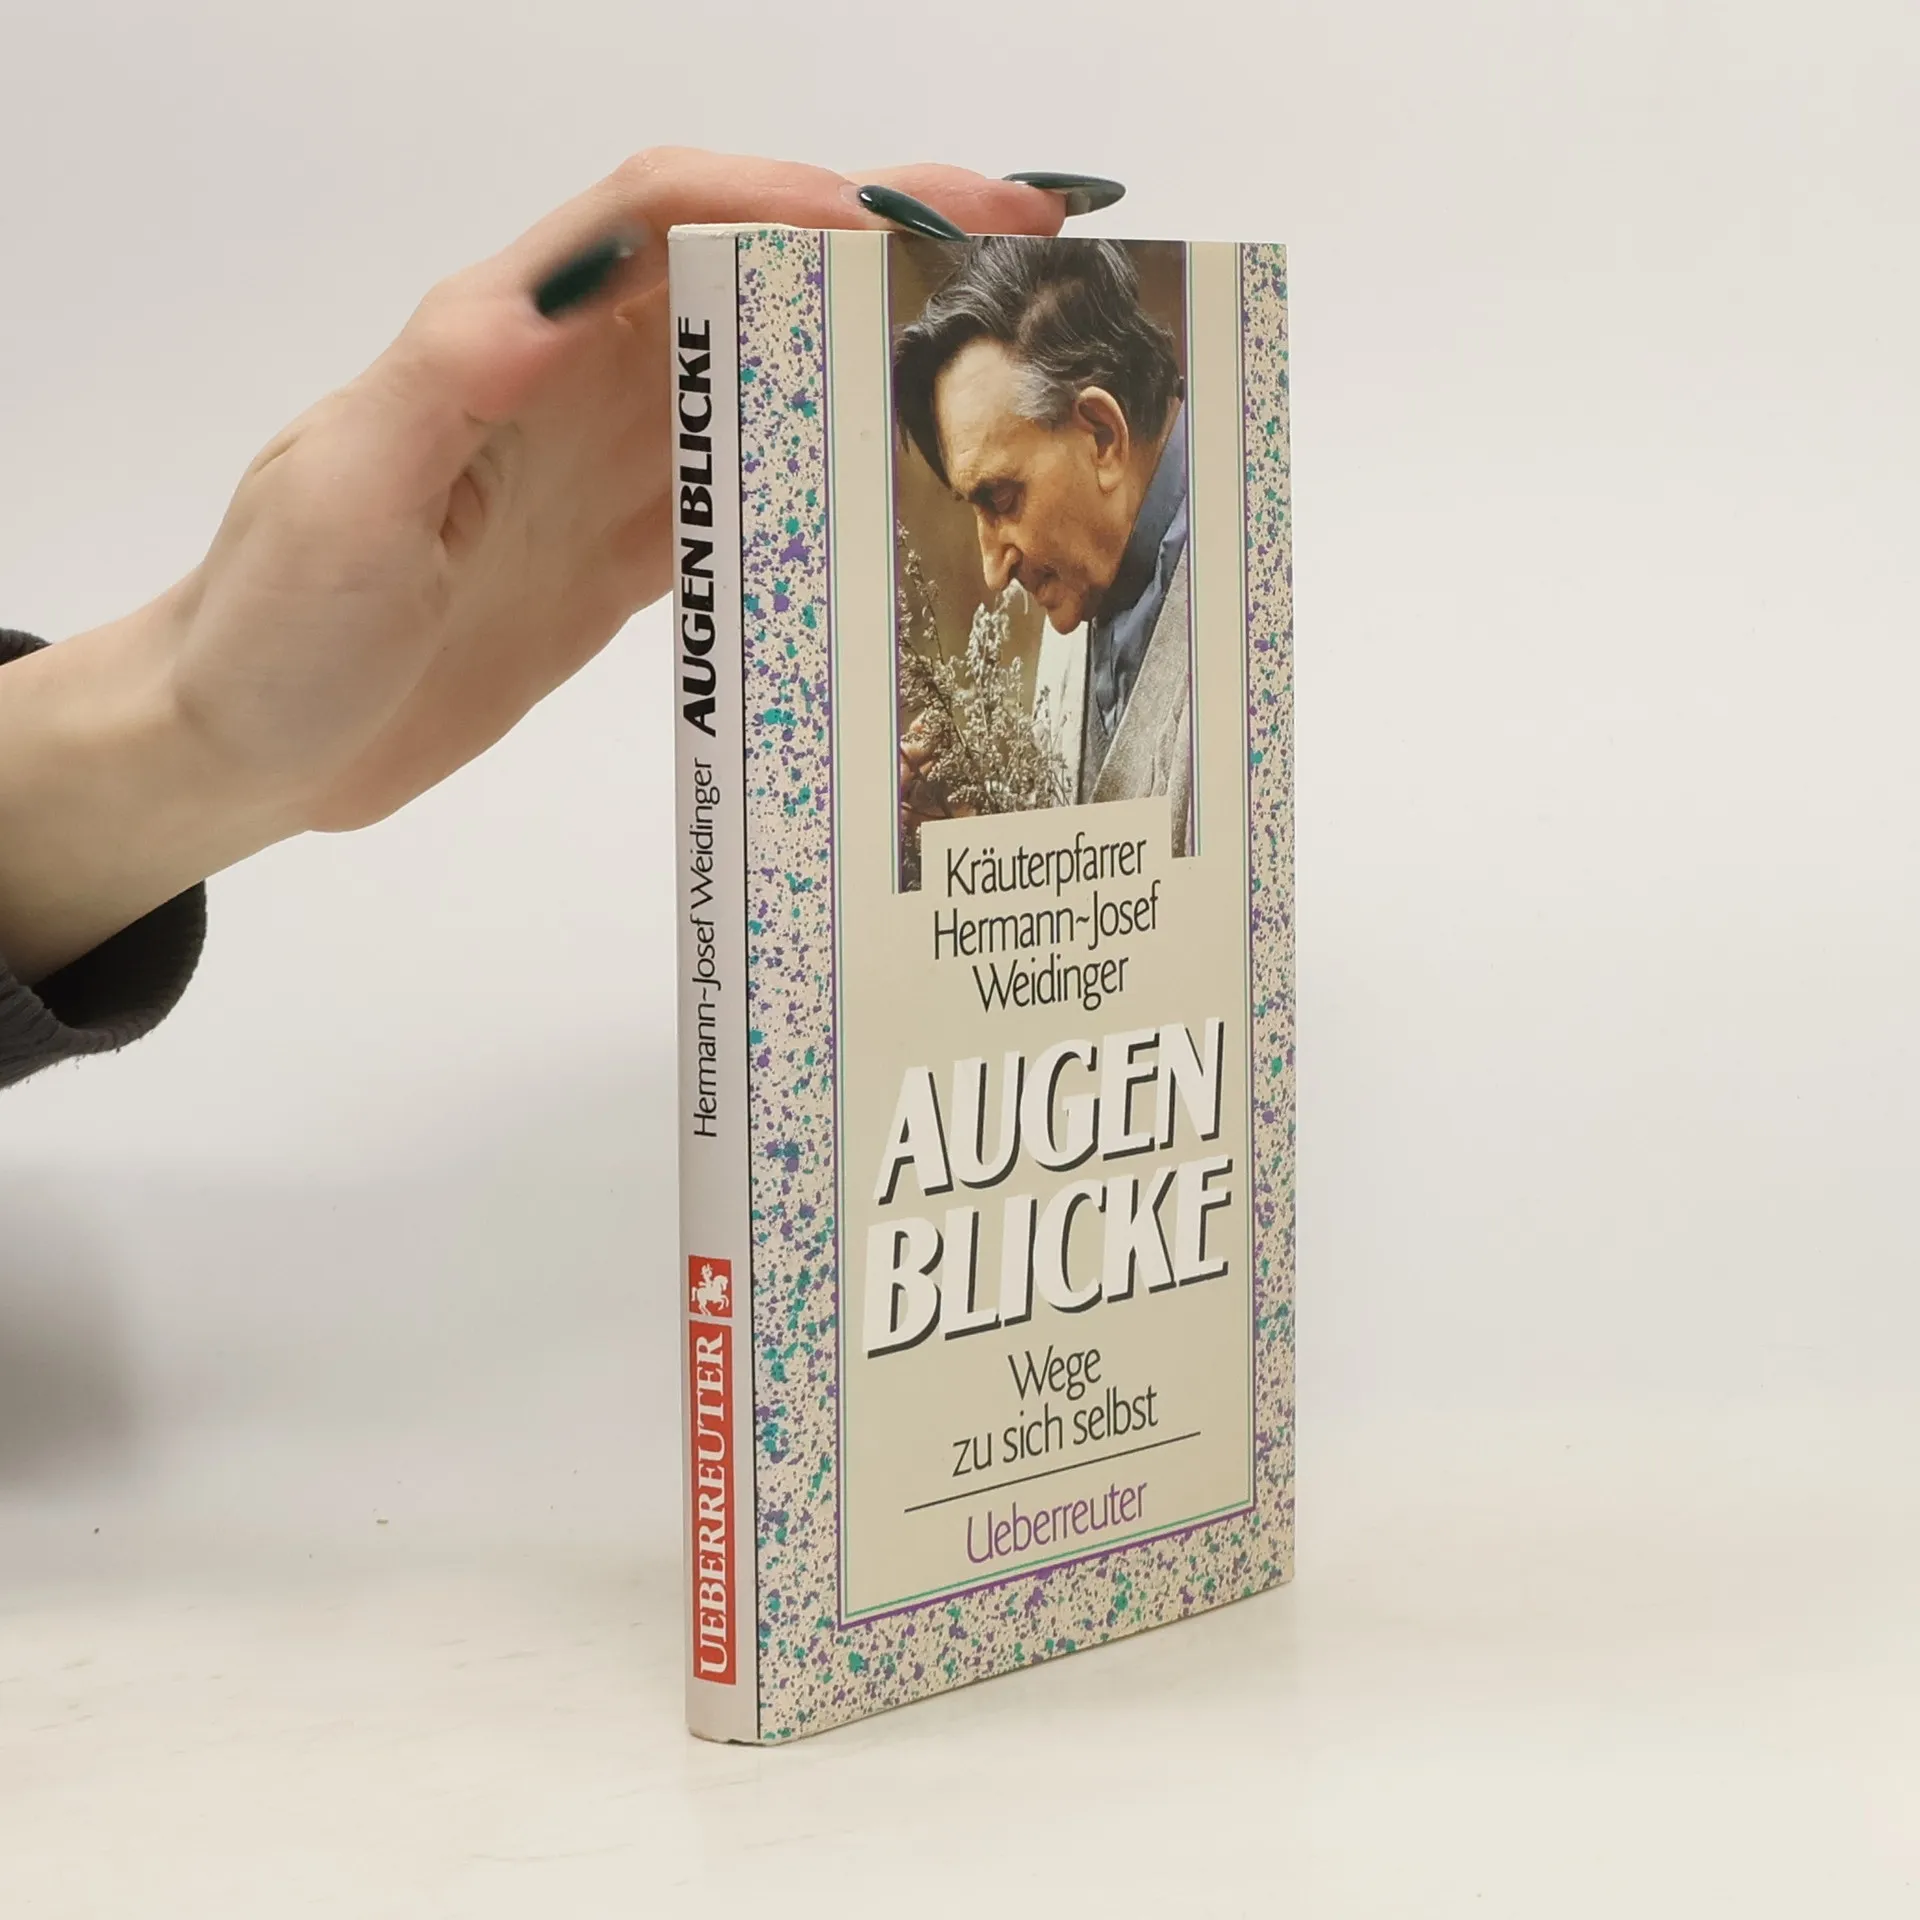 Hermann~Josef Weidinger AUGEN BLICKE
UEBERREUTER
Kräuterpfarrer
Hermann~Josef
Weidinger
AUGEN
BLICKE
Wege
zu sich selbst
Ueberreuter